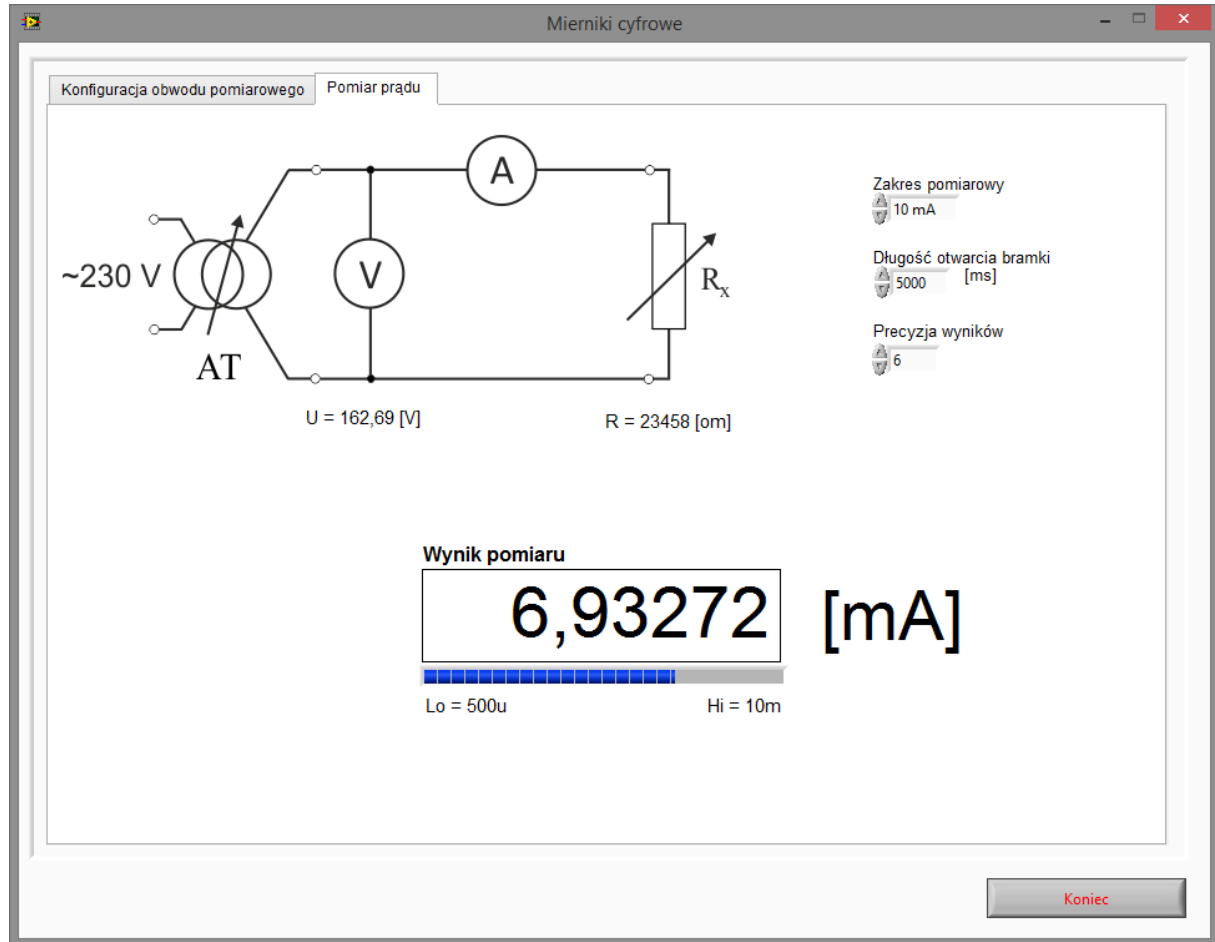 Mierniki cyfrowe
Konfiguracja obwodu pomiarowego
Pomiar prądu
A
Zakres pomiarowy
10 mA
~230 V
V
R_x
Długość otwarcia bramki
5000 [ms]
Precyzja wyników
6
AT
U = 162,69 [V]
R = 23458 [om]
Wynik pomiaru
6,93272 [mA]
Lo = 500u
Hi = 10m
Koniec